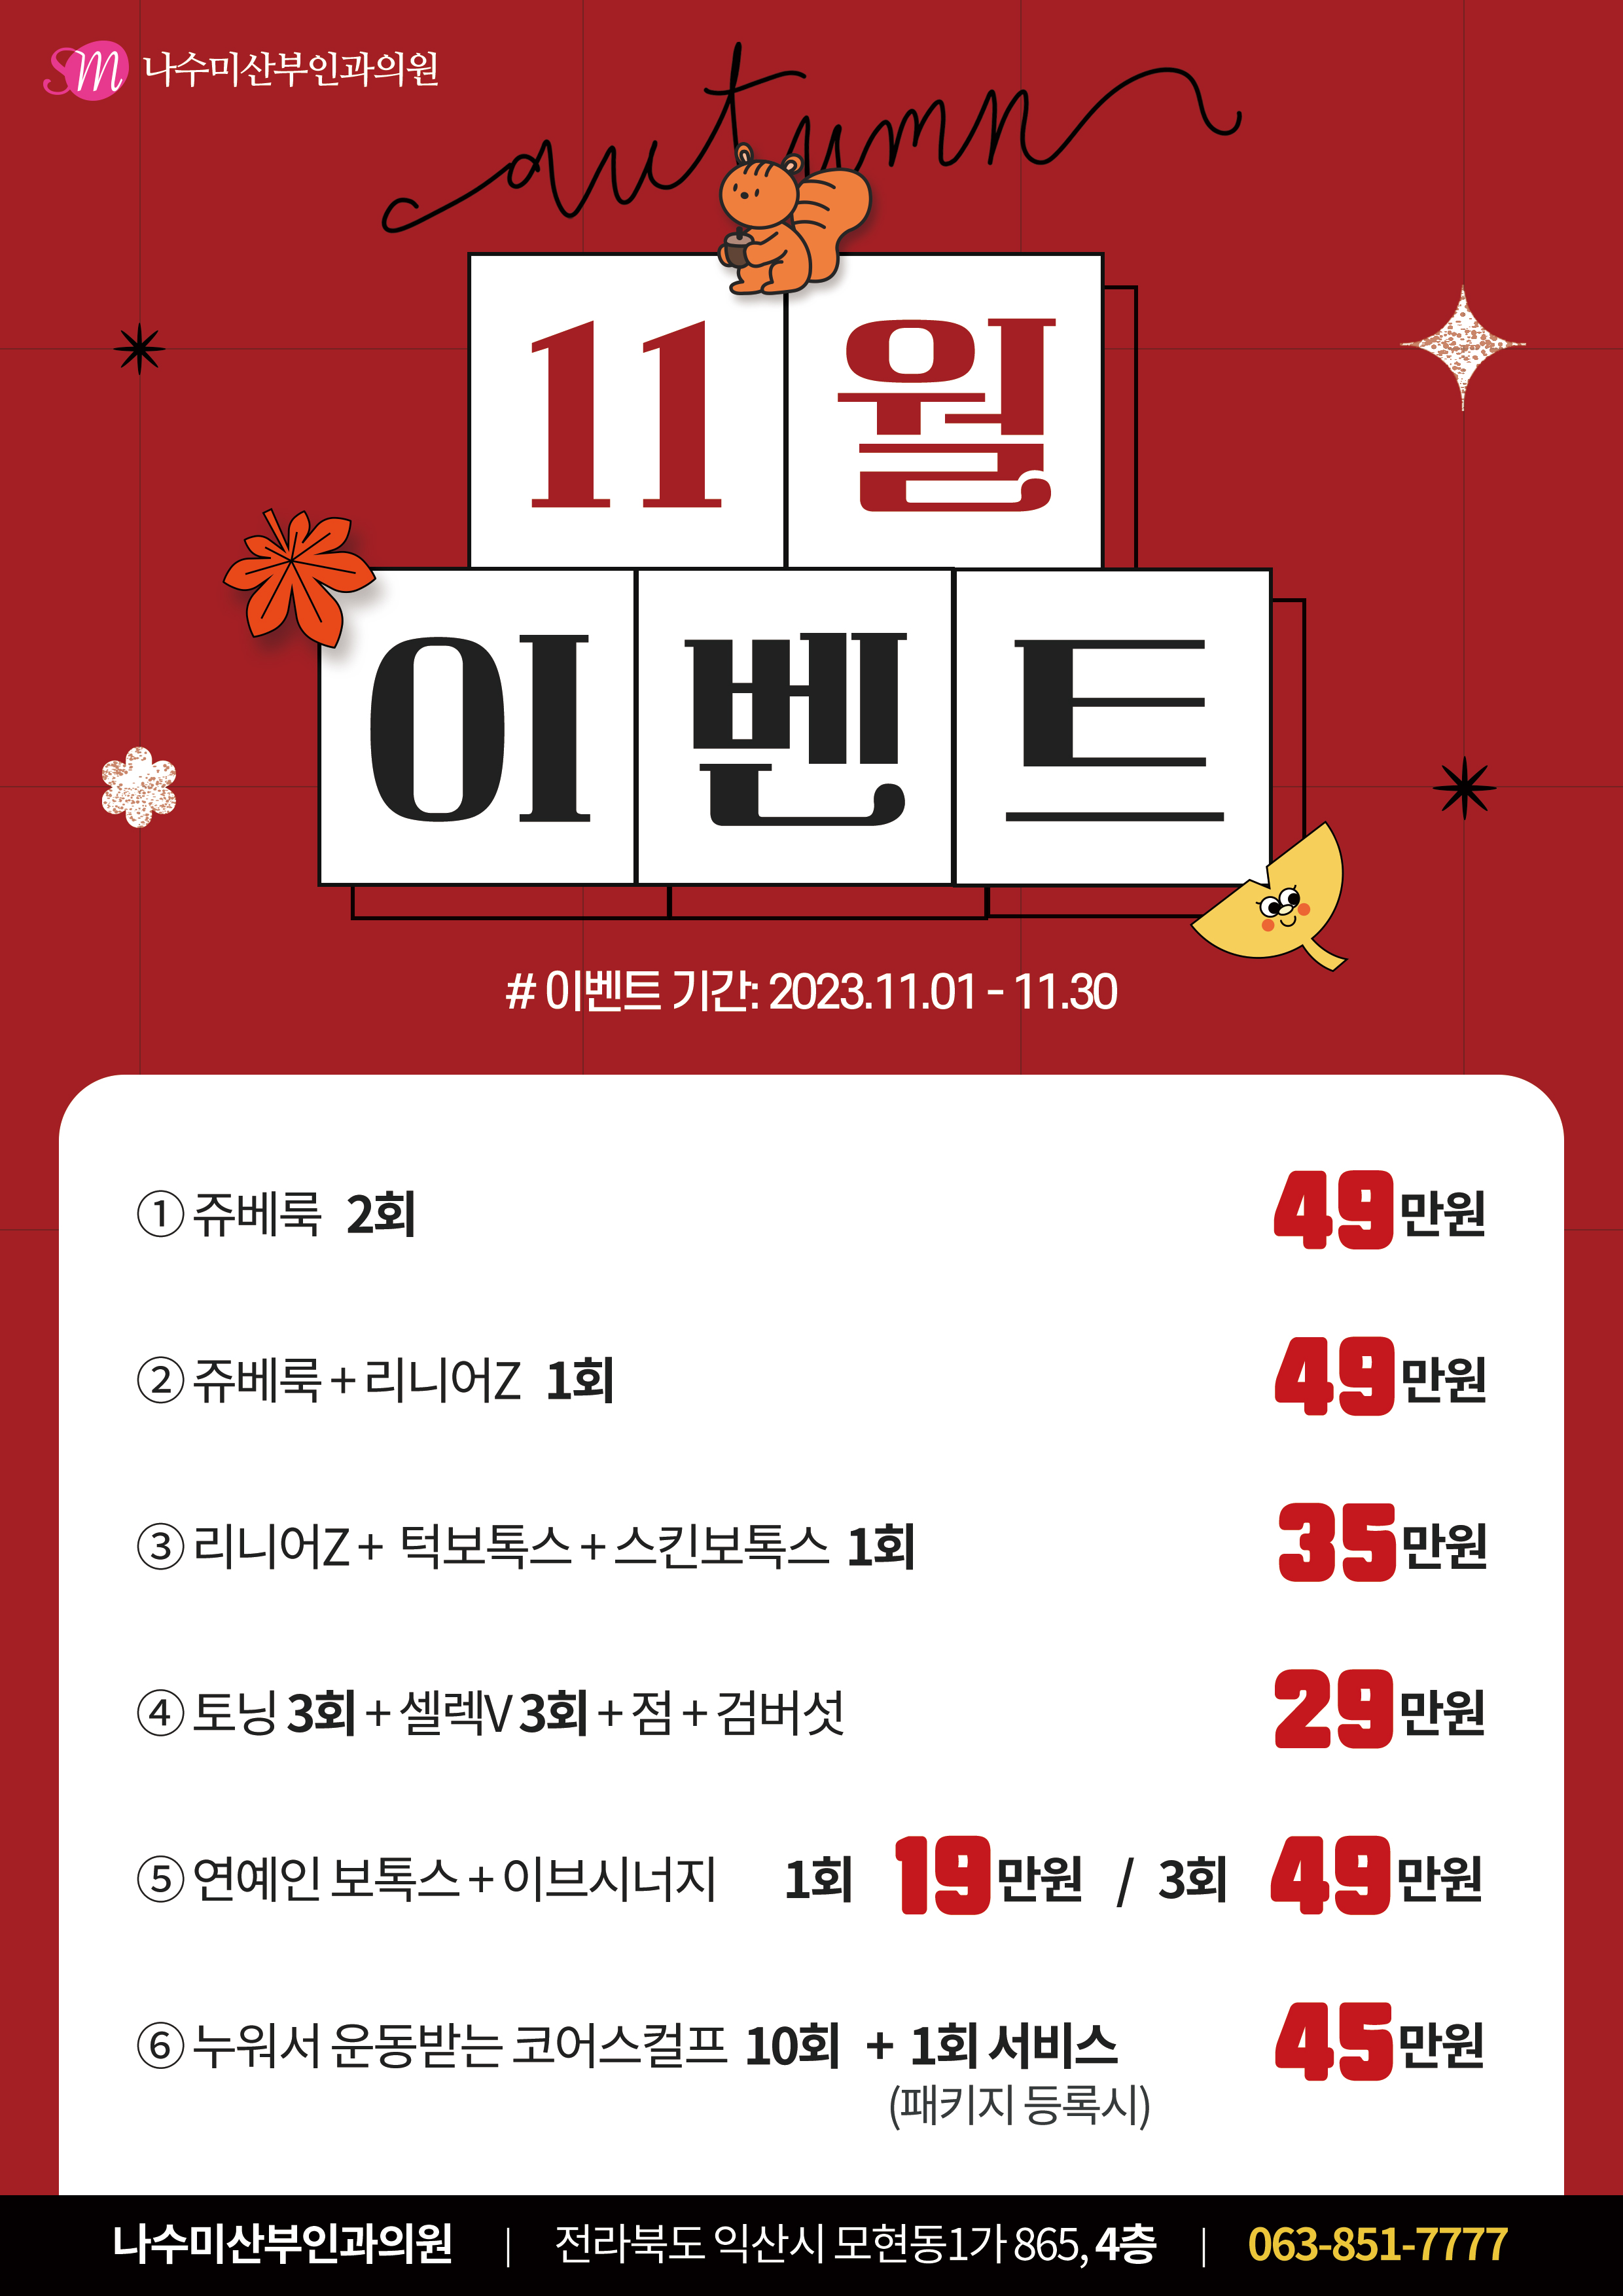 SM 나수미산부인과의원
autumn
11월
이벤트
# 이벤트 기간: 2023.11.01 - 11.30
① 쥬베룩 2회 49만원
② 쥬베룩 + 리니어Z 1회 49만원
③ 리니어Z + 턱보톡스 + 스킨보톡스 1회 35만원
④ 토닝 3회 + 셀렉V 3회 + 점 + 검버섯 29만원
⑤ 연예인 보톡스 + 이브시너지 1회 19만원 / 3회 49만원
⑥ 누워서 운동받는 코어스컬프 10회 + 1회 서비스 45만원
(패키지 등록시)
나수미산부인과의원 | 전라북도 익산시 모현동1가 865, 4층 | 063-851-7777